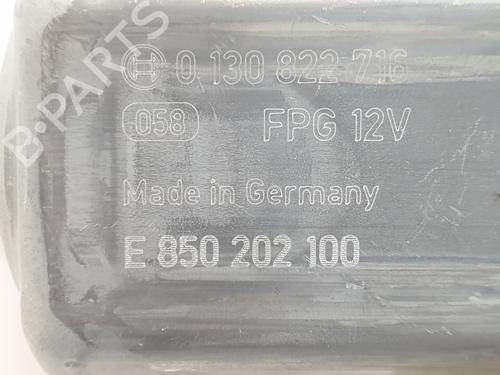 0 130 822 716
058 FPG 12V
Made in Germany
E 850 202 100
B-PARTS